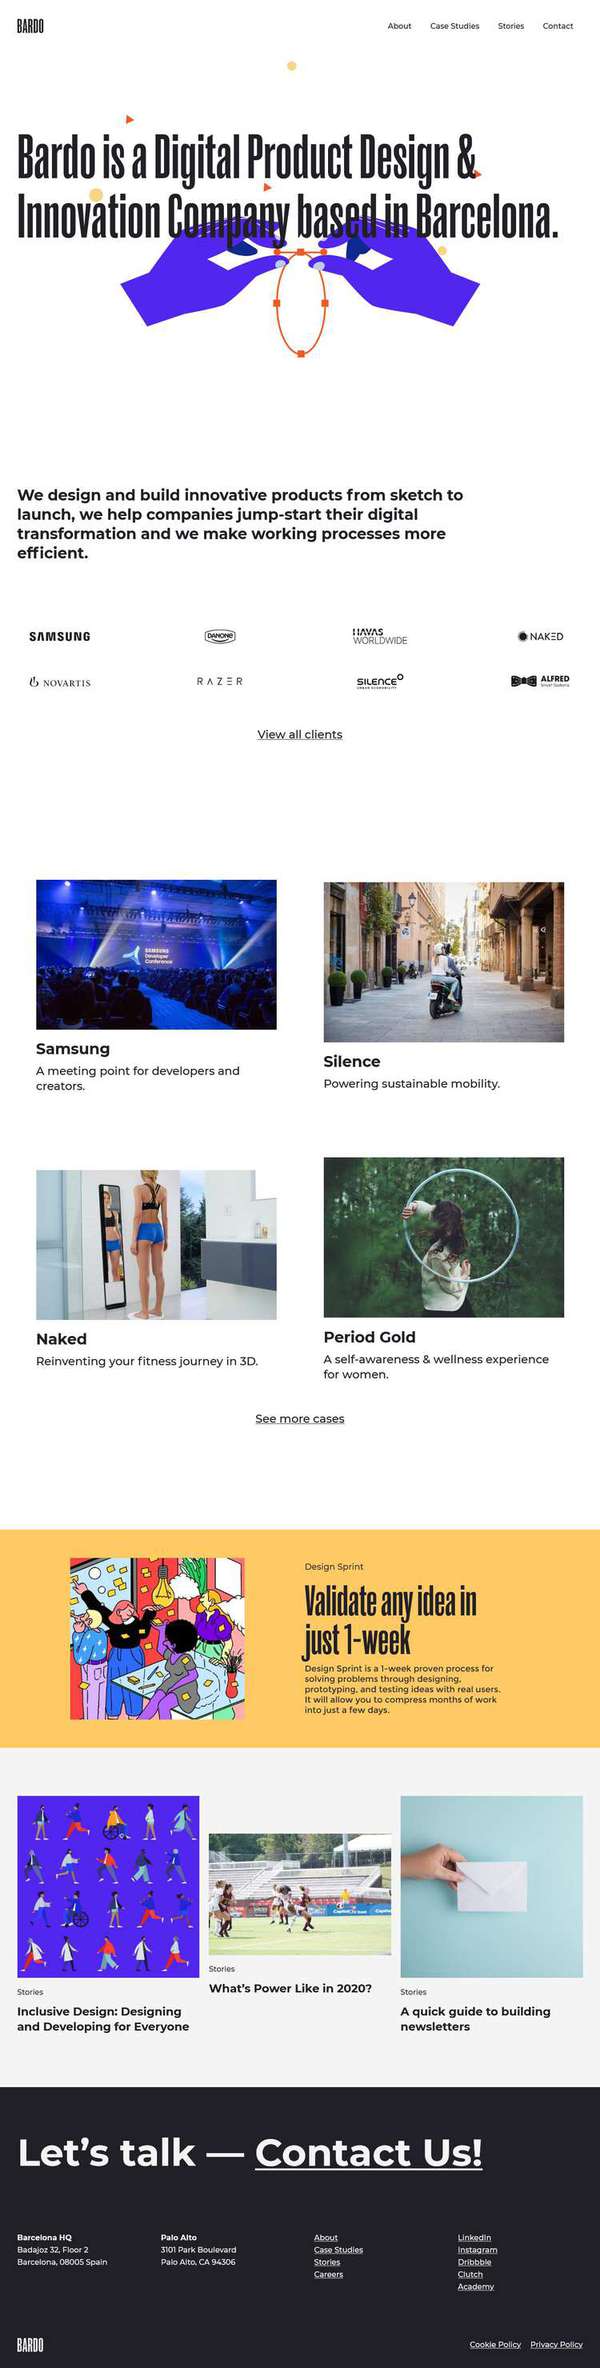 BARDO
About Case Studies Stories Contact
Bardo is a Digital Product Design &
Innovation Company based in Barcelona.
We design and build innovative products from sketch to
launch, we help companies jump-start their digital
transformation and we make working processes more
efficient.
SAMSUNG
DANONE
HAVAS
WORLDWIDE
NAKED
NOVARTIS
RAZER
SILENCE
URBAN ECOMOBILITY
ALFRED
Smart Systems
View all clients
SAMSUNG
Developer
Conference
Samsung
A meeting point for developers and
creators.
Silence
Powering sustainable mobility.
Naked
Reinventing your fitness journey in 3D.
Period Gold
A self-awareness & wellness experience
for women.
See more cases
Design Sprint
Validate any idea in
just 1-week
Design Sprint is a 1-week proven process for
solving problems through designing,
prototyping, and testing ideas with real users.
It will allow you to compress months of work
into just a few days.
Stories
Inclusive Design: Designing
and Developing for Everyone
Stories
What’s Power Like in 2020?
Stories
A quick guide to building
newsletters
Let’s talk — Contact Us!
Barcelona HQ
Badajoz 32, Floor 2
Barcelona, 08005 Spain
Palo Alto
3101 Park Boulevard
Palo Alto, CA 94306
About
Case Studies
Stories
Careers
LinkedIn
Instagram
Dribbble
Clutch
Academy
BARDO
Cookie Policy Privacy Policy